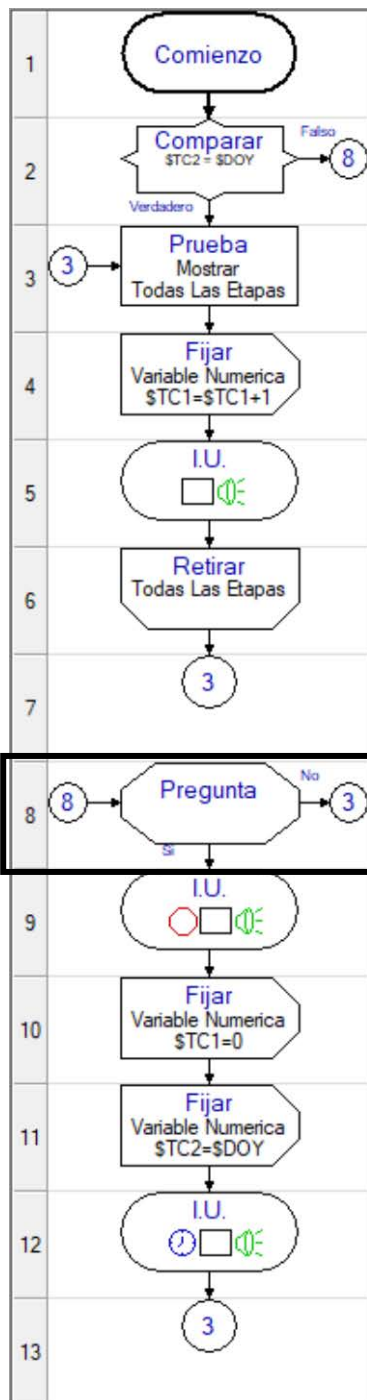 1
Comienzo
2
Comparar
$TC2 = $DOY
Falso
8
Verdadero
3
3
Prueba
Mostrar
Todas Las Etapas
4
Fijar
Variable Numerica
$TC1=$TC1+1
5
I.U.
6
Retirar
Todas Las Etapas
7
3
8
8
Pregunta
No
3
Si
9
I.U.
10
Fijar
Variable Numerica
$TC1=0
11
Fijar
Variable Numerica
$TC2=$DOY
12
I.U.
13
3